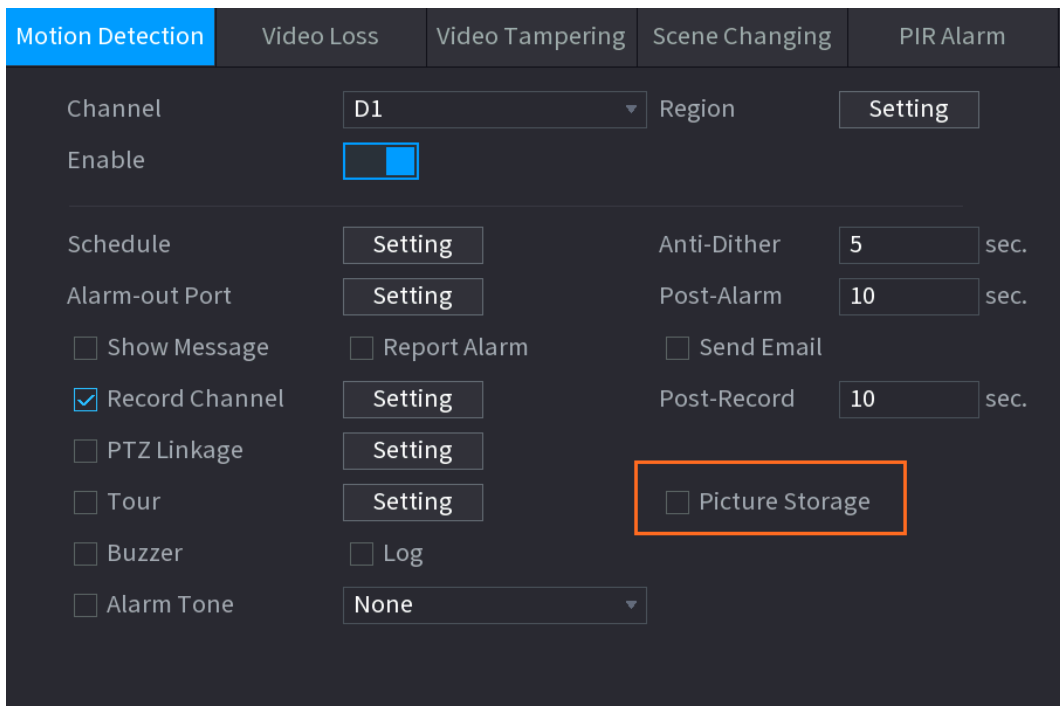 Motion Detection Video Loss Video Tampering Scene Changing PIR Alarm
Channel D1 Region Setting
Enable
Schedule Setting Anti-Dither 5 sec.
Alarm-out Port Setting Post-Alarm 10 sec.
Show Message Report Alarm Send Email
Record Channel Setting Post-Record 10 sec.
PTZ Linkage Setting
Tour Setting Picture Storage
Buzzer Log
Alarm Tone None